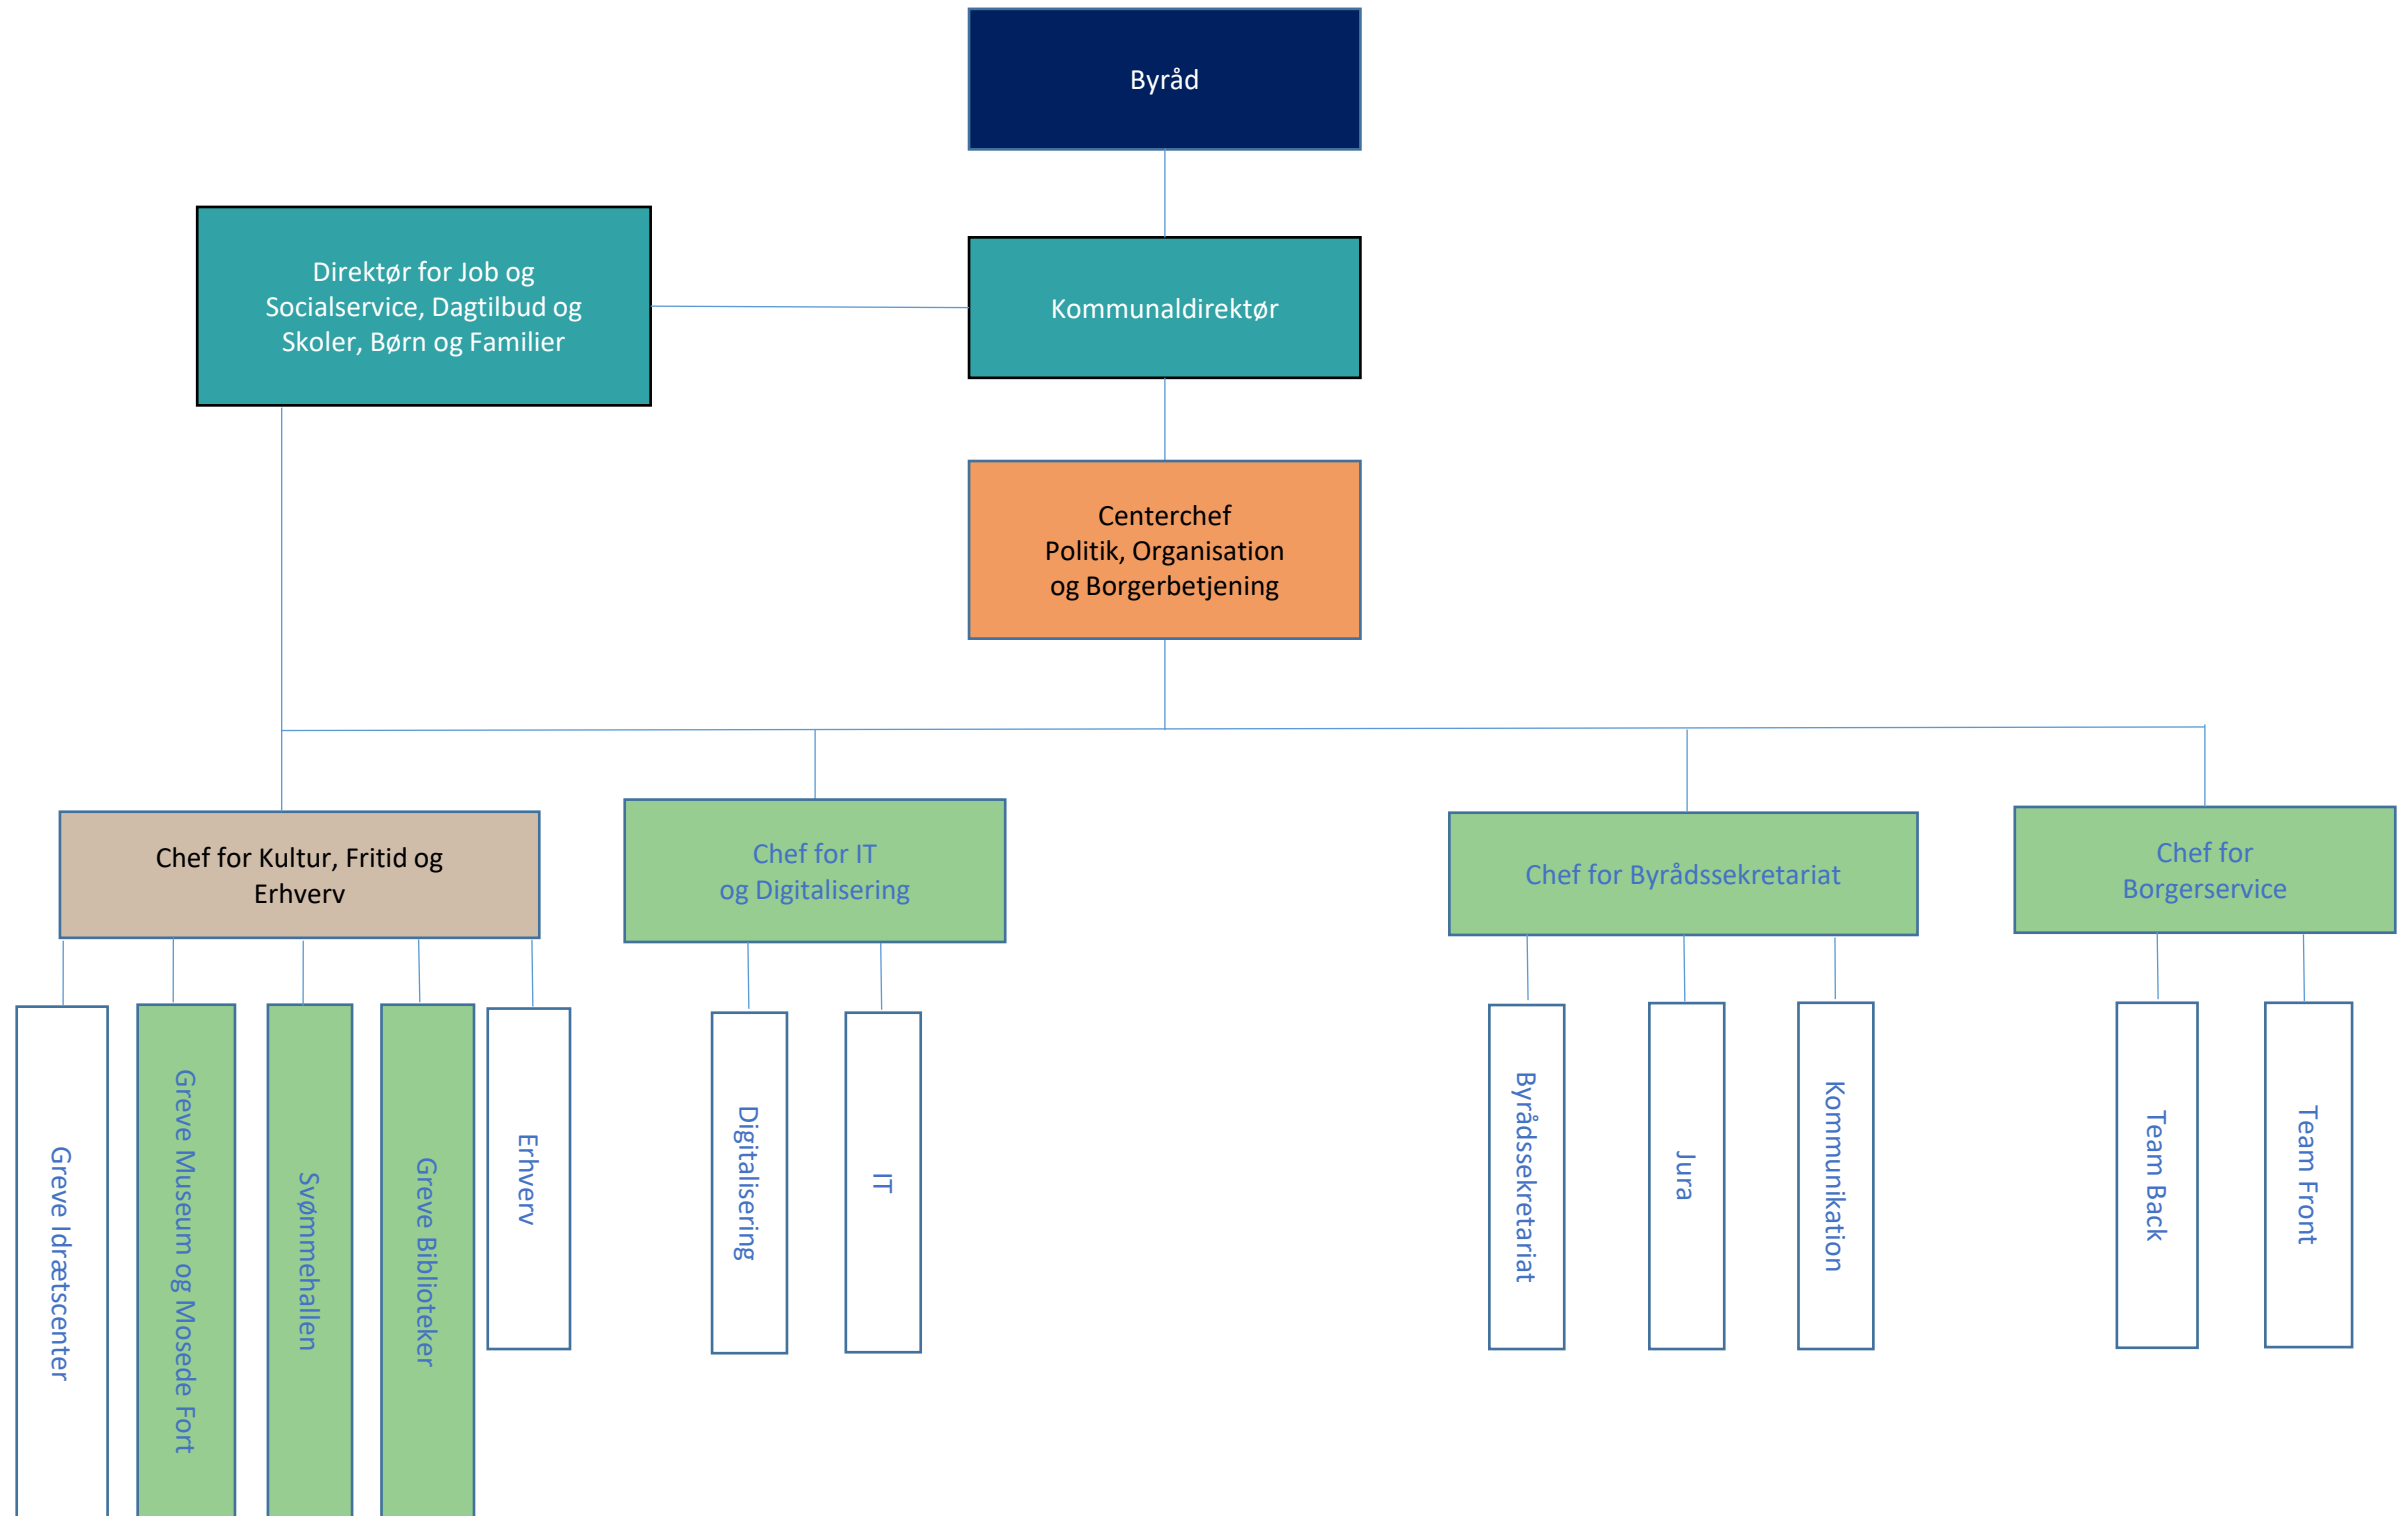 Byråd
Direktør for Job og
Socialservice, Dagtilbud og
Skoler, Børn og Familier
Kommunaldirektør
Centerchef
Politik, Organisation
og Borgerbetjening
Chef for Kultur, Fritid og
Erhverv
Chef for IT
og Digitalisering
Chef for Byrådssekretariat
Chef for
Borgerservice
Greve Idrætscenter
Greve Museum og Mosede Fort
Svømmehallen
Greve Biblioteker
Erhverv
Digitalisering
IT
Byrådssekretariat
Jura
Kommunikation
Team Back
Team Front